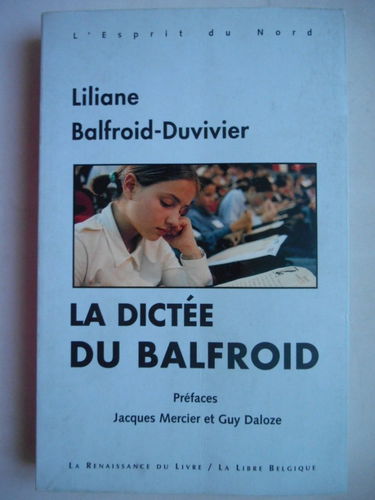 L'Esprit du Nord
Liliane
Balfroid-Duvivier
LA DICTÉE
DU BALFROID
Préfaces
Jacques Mercier et Guy Daloze
La Renaissance du Livre / La Libre Belgique